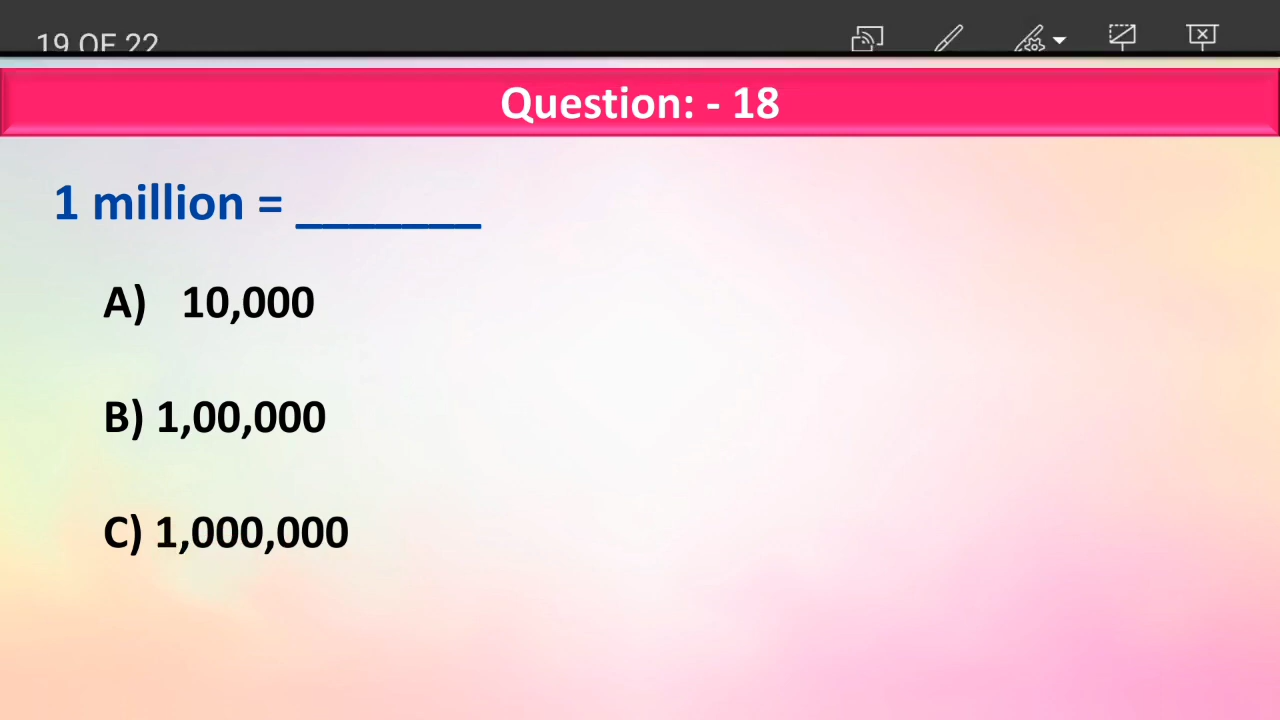 19 OF 22
Question: - 18
1 million = _______
A) 10,000
B) 1,00,000
C) 1,000,000